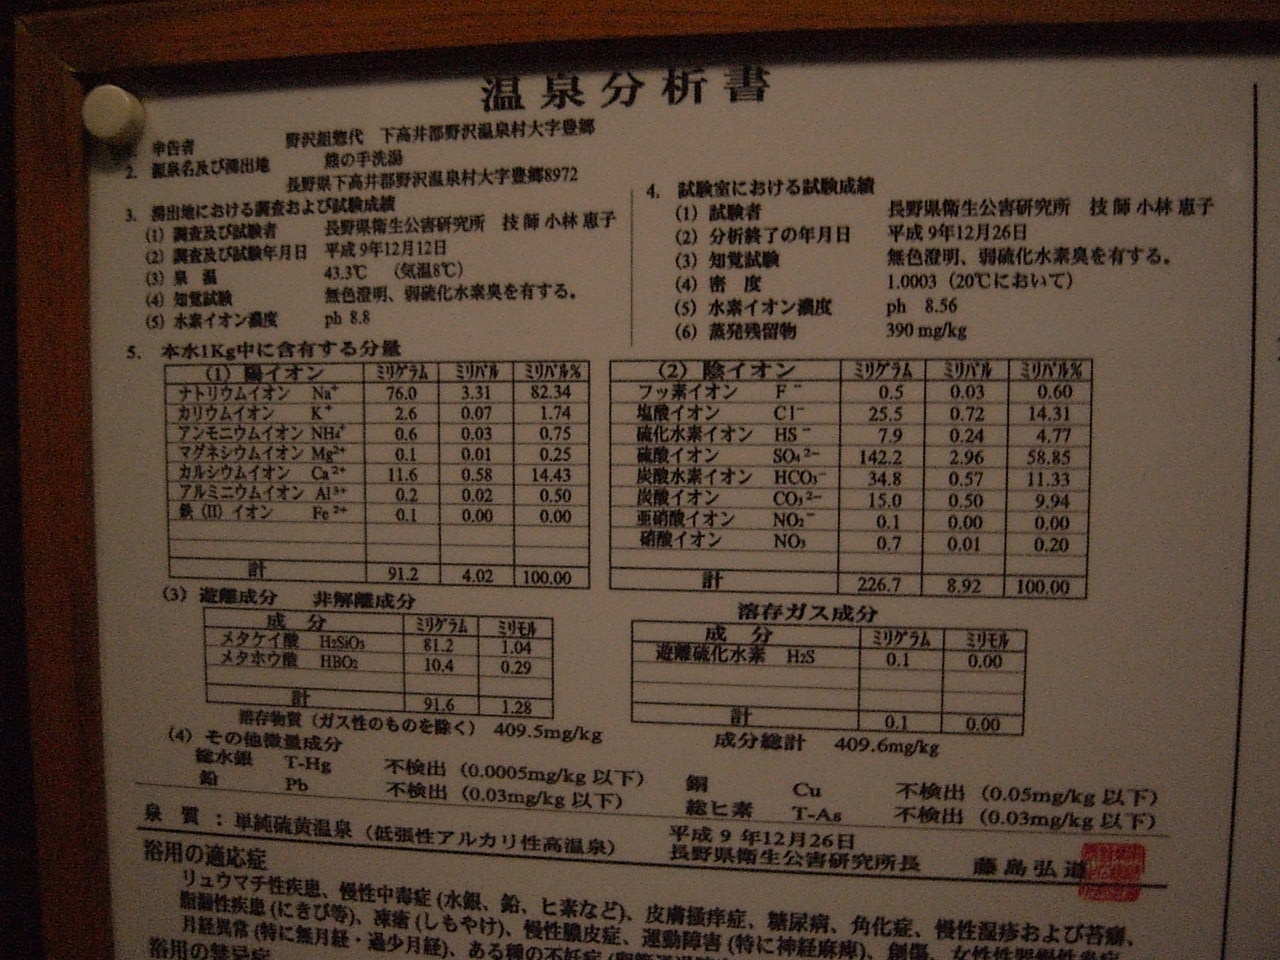 温泉分析書
1. 申告者 野沢組惣代 下高井郡野沢温泉村大字豊郷
2. 源泉名及び湧出地 熊の手洗湯
長野県下高井郡野沢温泉村大字豊郷8972
3. 湧出地における調査および試験成績
(1) 調査及び試験者 長野県衛生公害研究所 技師 小林 恵子
(2) 調査及び試験年月日 平成 9年12月12日
(3) 泉 温 43.3℃ (気温8℃)
(4) 知覚試験 無色澄明、弱硫化水素臭を有する。
(5) 水素イオン濃度 ph 8.8
4. 試験室における試験成績
(1) 試験者 長野県衛生公害研究所 技師 小林 恵子
(2) 分析終了の年月日 平成 9年12月26日
(3) 知覚試験 無色澄明、弱硫化水素臭を有する。
(4) 密 度 1.0003 (20℃において)
(5) 水素イオン濃度 ph 8.56
(6) 蒸発残留物 390 mg/kg
5. 本水1Kg中に含有する分量
(1) 陽イオン ミリグラム ミリバル ミリバル%
ナトリウムイオン Na⁺ 76.0 3.31 82.34
カリウムイオン K⁺ 2.6 0.07 1.74
アンモニウムイオン NH₄⁺ 0.6 0.03 0.75
マグネシウムイオン Mg²⁺ 0.1 0.01 0.25
カルシウムイオン Ca²⁺ 11.6 0.58 14.43
アルミニウムイオン Al³⁺ 0.2 0.02 0.50
鉄 (II) イオン Fe²⁺ 0.1 0.00 0.00
計 91.2 4.02 100.00
(2) 陰イオン ミリグラム ミリバル ミリバル%
フッ素イオン F⁻ 0.5 0.03 0.60
塩酸イオン Cl⁻ 25.5 0.72 14.31
硫化水素イオン HS⁻ 7.9 0.24 4.77
硫酸イオン SO₄²⁻ 142.2 2.96 58.85
炭酸水素イオン HCO₃⁻ 34.8 0.57 11.33
炭酸イオン CO₃²⁻ 15.0 0.50 9.94
亜硝酸イオン NO₂⁻ 0.1 0.00 0.00
硝酸イオン NO₃ 0.7 0.01 0.20
計 226.7 8.92 100.00
(3) 遊離成分 非解離成分
成 分 ミリグラム ミリモル
メタケイ酸 H₂SiO₃ 81.2 1.04
メタホウ酸 HBO₂ 10.4 0.29
計 91.6 1.28
溶存物質 (ガス性のものを除く) 409.5mg/kg
溶存ガス成分
成 分 ミリグラム ミリモル
遊離硫化水素 H₂S 0.1 0.00
計 0.1 0.00
成分総計 409.6mg/kg
(4) その他微量成分
総水銀 T-Hg 不検出 (0.0005mg/kg 以下)
鉛 Pb 不検出 (0.03mg/kg 以下)
銅 Cu 不検出 (0.05mg/kg 以下)
総ヒ素 T-As 不検出 (0.03mg/kg 以下)
泉 質 : 単純硫黄温泉 (低張性アルカリ性高温泉)
平成 9 年12月26日
長野県衛生公害研究所長 藤島弘道
浴用の適応症
リュウマチ性疾患、慢性中毒症 (水銀、鉛、ヒ素など)、皮膚掻痒症、糖尿病、角化症、慢性湿疹および苔癬、
脂漏性疾患 (にきび等)、凍瘡 (しもやけ)、慢性膿皮症、運動障害 (特に神経麻痺)、創傷、女性性器慢性炎症、
月経異常 (特に無月経・過少月経)、ある種の不妊症
浴用の禁忌症